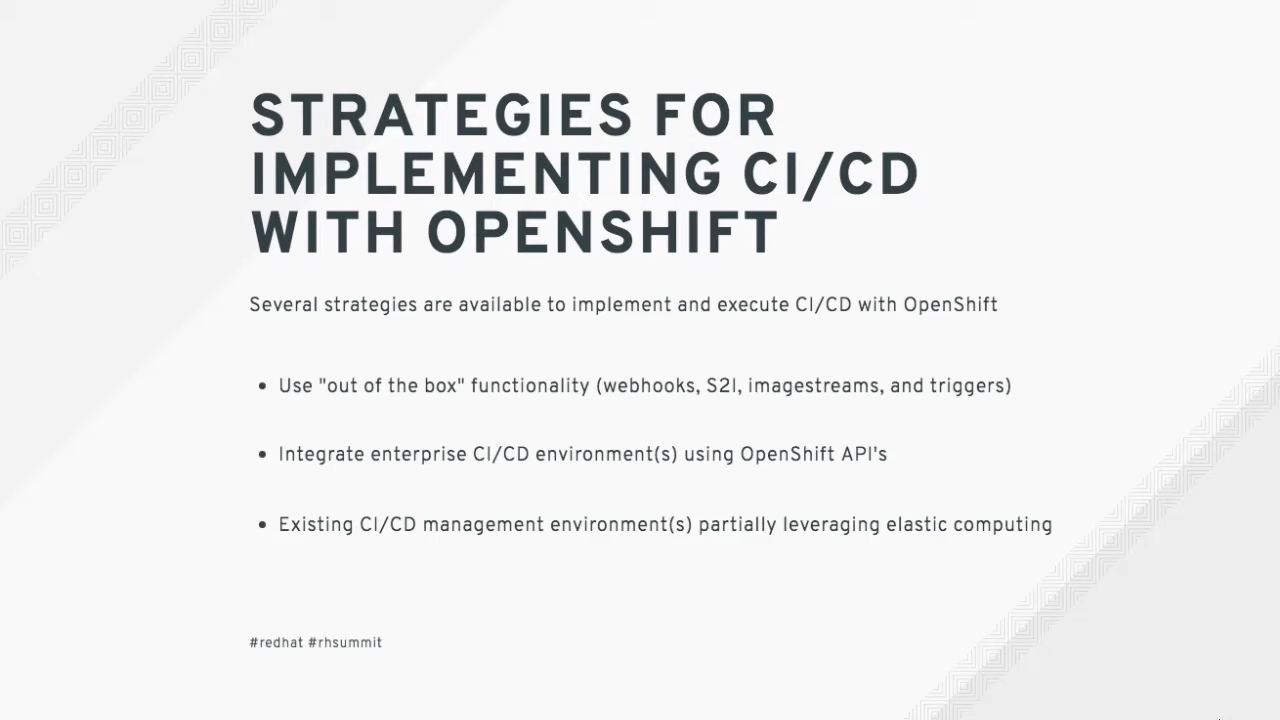 STRATEGIES FOR
IMPLEMENTING CI/CD
WITH OPENSHIFT
Several strategies are available to implement and execute CI/CD with OpenShift
• Use "out of the box" functionality (webhooks, S2I, imagestreams, and triggers)
• Integrate enterprise CI/CD environment(s) using OpenShift API's
• Existing CI/CD management environment(s) partially leveraging elastic computing
#redhat #rhsummit